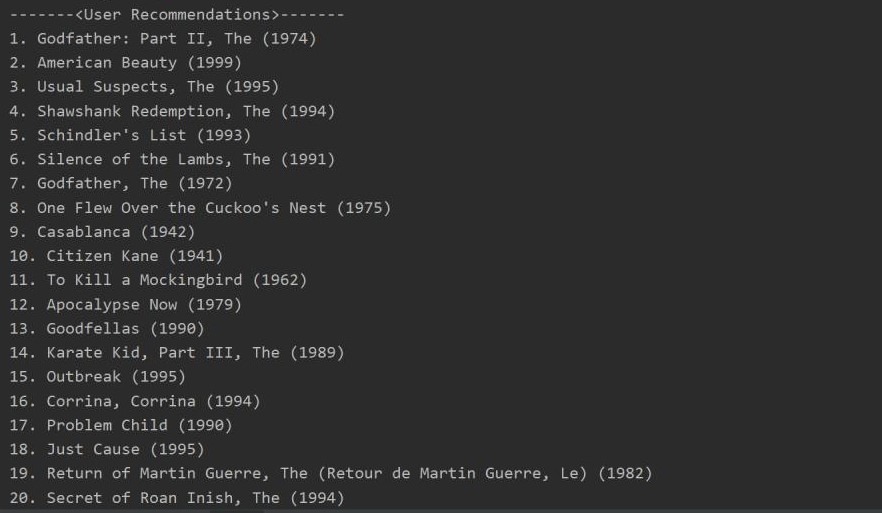 -------<User Recommendations>-------
1. Godfather: Part II, The (1974)
2. American Beauty (1999)
3. Usual Suspects, The (1995)
4. Shawshank Redemption, The (1994)
5. Schindler's List (1993)
6. Silence of the Lambs, The (1991)
7. Godfather, The (1972)
8. One Flew Over the Cuckoo's Nest (1975)
9. Casablanca (1942)
10. Citizen Kane (1941)
11. To Kill a Mockingbird (1962)
12. Apocalypse Now (1979)
13. Goodfellas (1990)
14. Karate Kid, Part III, The (1989)
15. Outbreak (1995)
16. Corrina, Corrina (1994)
17. Problem Child (1990)
18. Just Cause (1995)
19. Return of Martin Guerre, The (Retour de Martin Guerre, Le) (1982)
20. Secret of Roan Inish, The (1994)